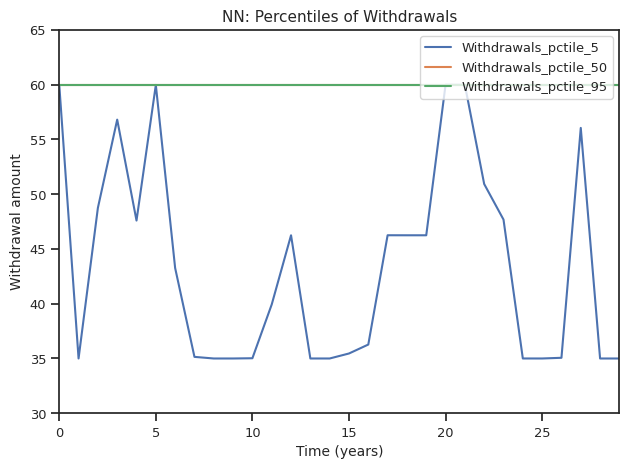 NN: Percentiles of Withdrawals
65
60
55
50
45
40
35
30
Withdrawal amount
Withdrawals_pctile_5
Withdrawals_pctile_50
Withdrawals_pctile_95
0
5
10
15
20
25
Time (years)